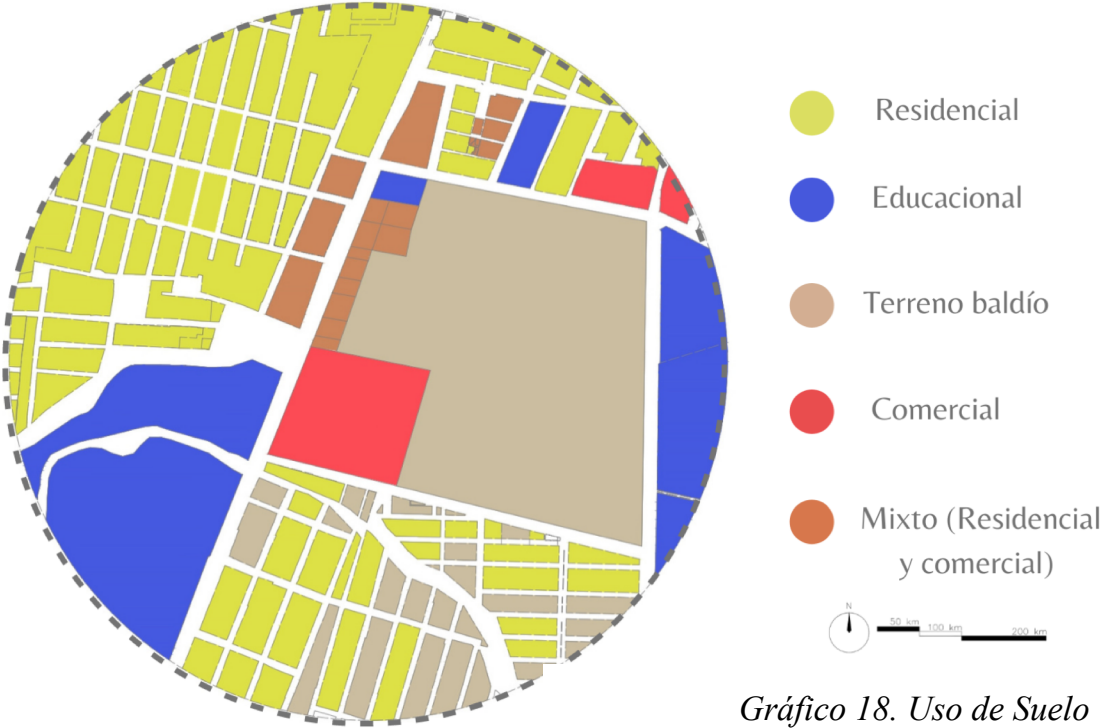 Residencial
Educacional
Terreno baldío
Comercial
Mixto (Residencial
y comercial)
N
50 km
100 km
200 km
Gráfico 18. Uso de Suelo